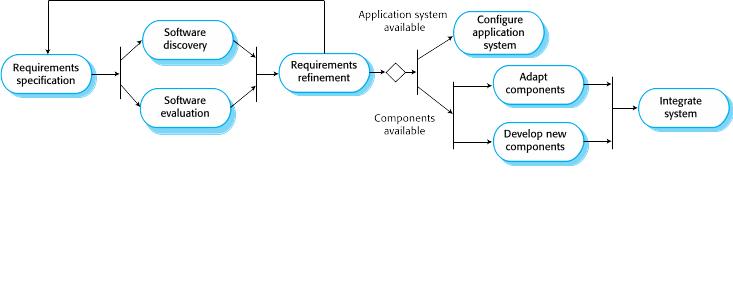 Requirements
specification
Software
discovery
Software
evaluation
Requirements
refinement
Application system
available
Components
available
Configure
application
system
Adapt
components
Develop new
components
Integrate
system